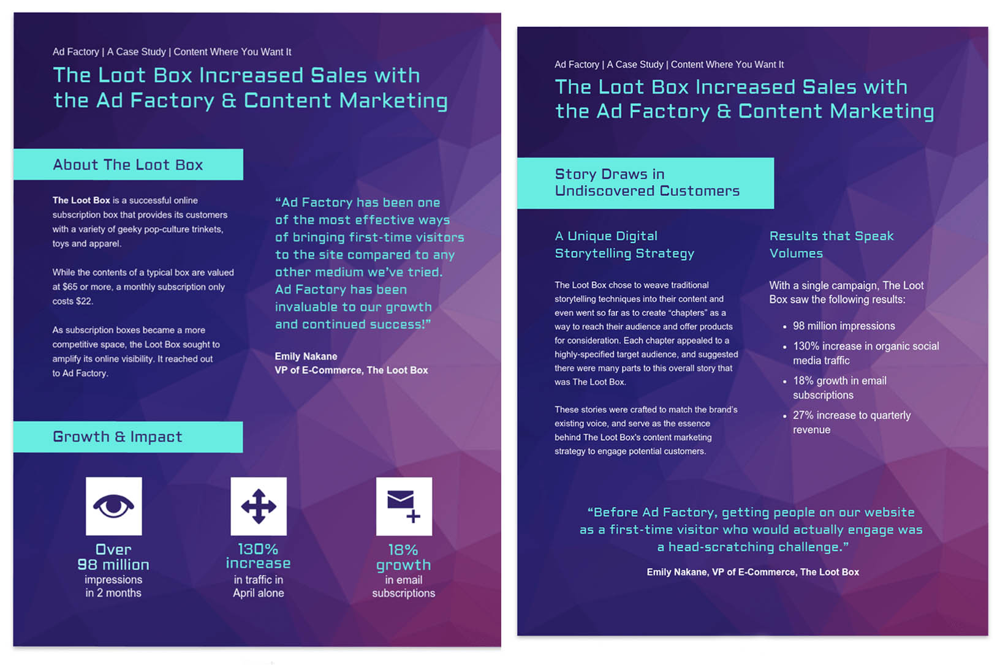 Ad Factory | A Case Study | Content Where You Want It
The Loot Box Increased Sales with
the Ad Factory & Content Marketing
About The Loot Box
The Loot Box is a successful online
subscription box that provides its customers
with a variety of geeky pop-culture trinkets,
toys and apparel.
While the contents of a typical box are valued
at $65 or more, a monthly subscription only
costs $22.
As subscription boxes became a more
competitive space, the Loot Box sought to
amplify its online visibility. It reached out
to Ad Factory.
“Ad Factory has been one
of the most effective ways
of bringing first-time visitors
to the site compared to any
other medium we’ve tried.
Ad Factory has been
invaluable to our growth
and continued success!”
Emily Nakane
VP of E-Commerce, The Loot Box
Growth & Impact
Over
98 million
impressions
in 2 months
130%
increase
in traffic in
April alone
18%
growth
in email
subscriptions
Ad Factory | A Case Study | Content Where You Want It
The Loot Box Increased Sales with
the Ad Factory & Content Marketing
Story Draws in
Undiscovered Customers
A Unique Digital
Storytelling Strategy
The Loot Box chose to weave traditional
storytelling techniques into their content and
even went so far as to create “chapters” as a
way to reach their audience and offer products
for consideration. Each chapter appealed to a
highly-specified target audience, and suggested
there were many parts to this overall story that
was The Loot Box.
These stories were crafted to match the brand’s
existing voice, and serve as the essence
behind The Loot Box’s content marketing
strategy to engage potential customers.
Results that Speak
Volumes
With a single campaign, The Loot
Box saw the following results:
• 98 million impressions
• 130% increase in organic social
media traffic
• 18% growth in email
subscriptions
• 27% increase to quarterly
revenue
“Before Ad Factory, getting people on our website
as a first-time visitor who would actually engage was
a head-scratching challenge.”
Emily Nakane, VP of E-Commerce, The Loot Box